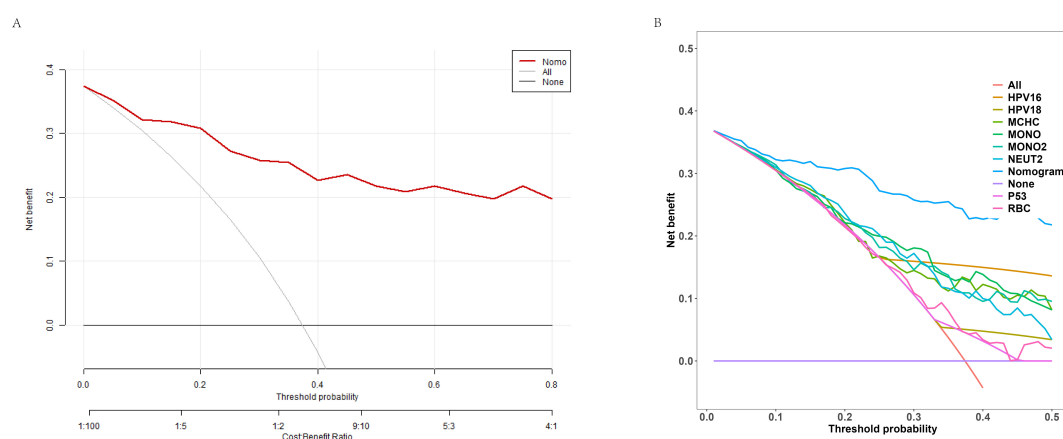 A
Nomo
All
None
0.4
0.3
0.2
0.1
0.0
Net benefit
0.0 0.2 0.4 0.6 0.8
Threshold probability
1:100 1:5 1:2 9:10 5:3 4:1
Cost:Benefit Ratio
B
0.5
0.4
0.3
0.2
0.1
0.0
Net benefit
All
HPV16
HPV18
MCHC
MONO
MONO2
NEUT2
Nomogram
None
P53
RBC
0.0 0.1 0.2 0.3 0.4 0.5
Threshold probability